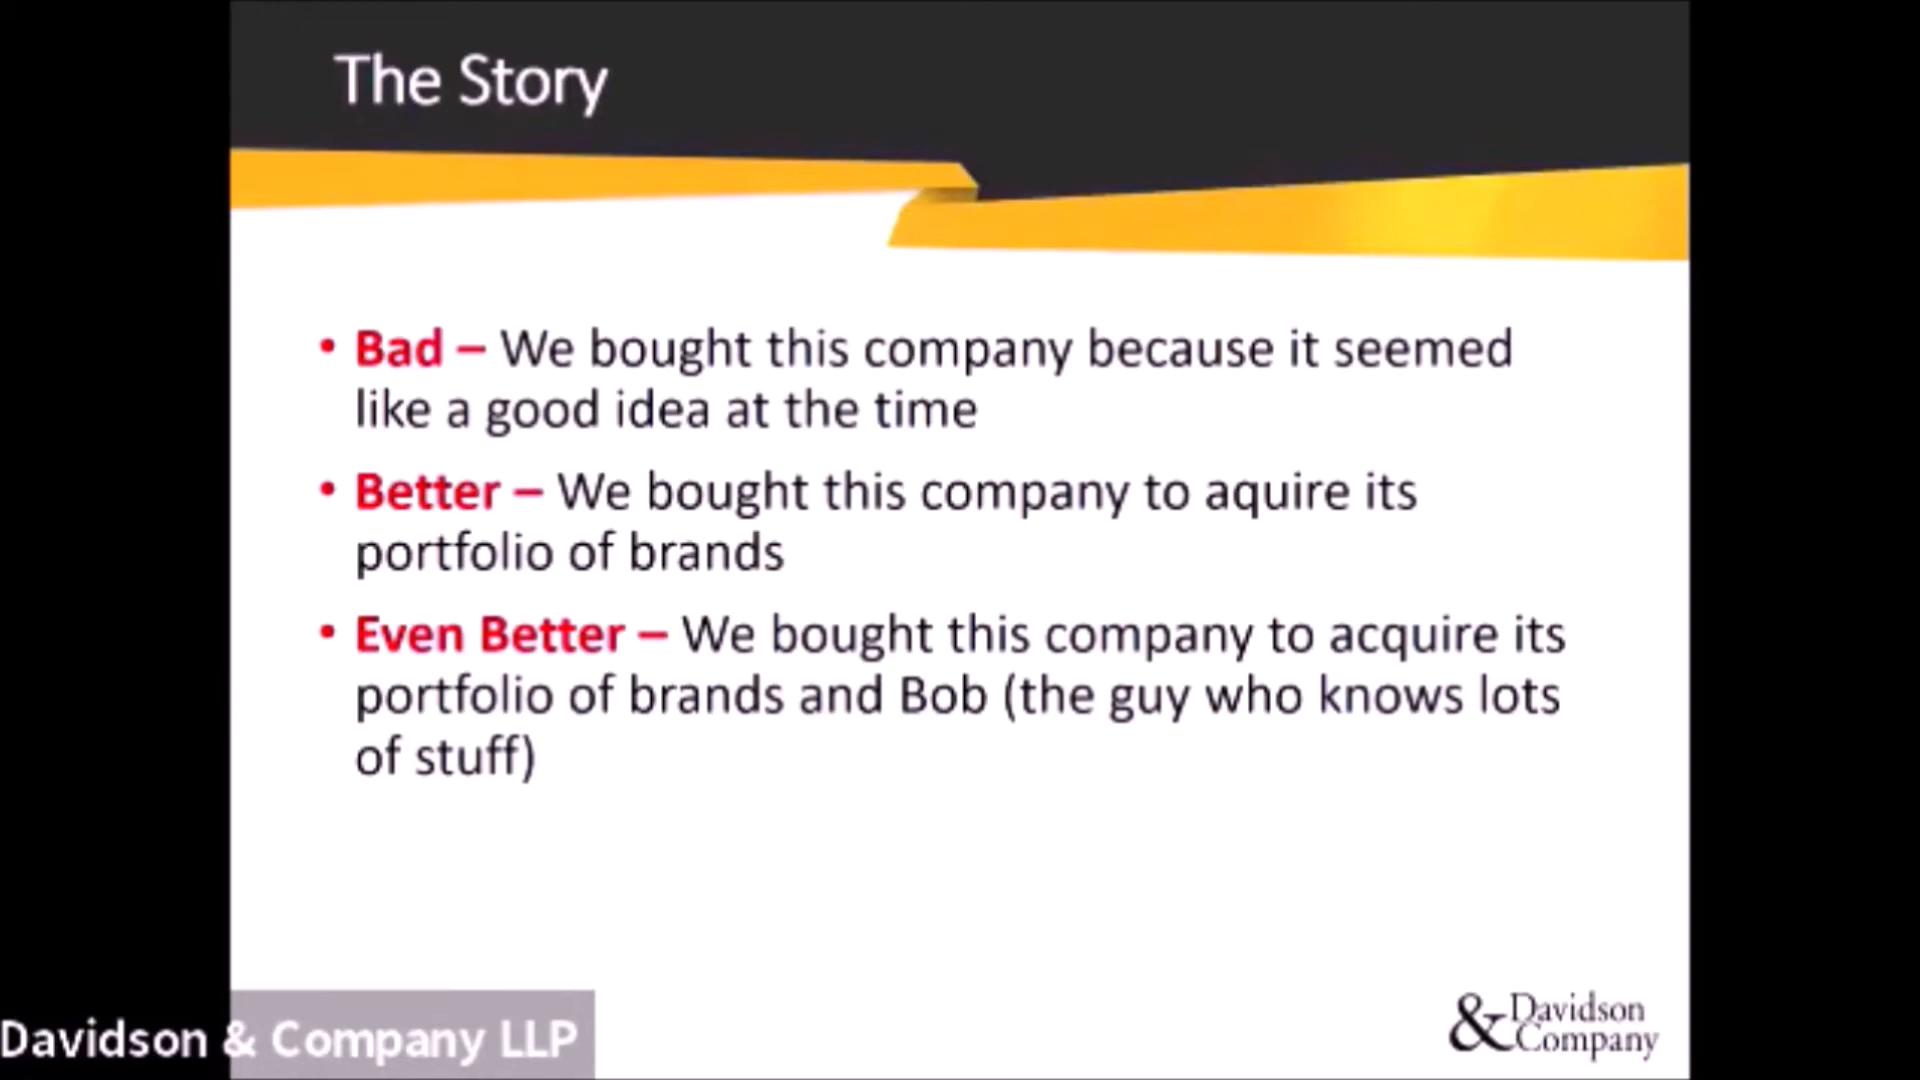 The Story
• Bad – We bought this company because it seemed
like a good idea at the time
• Better – We bought this company to aquire its
portfolio of brands
• Even Better – We bought this company to acquire its
portfolio of brands and Bob (the guy who knows lots
of stuff)
Davidson & Company LLP
& Davidson
Company